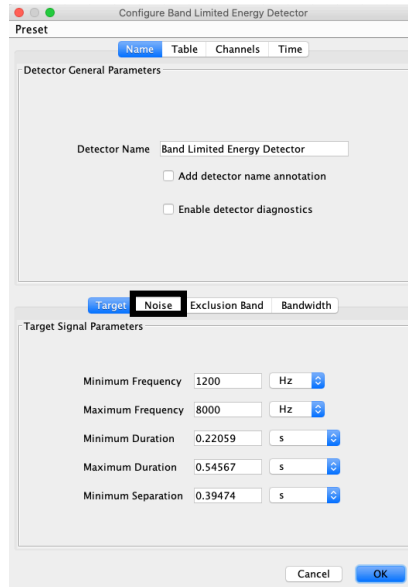 Configure Band Limited Energy Detector
Preset
Name Table Channels Time
Detector General Parameters
Detector Name Band Limited Energy Detector
Add detector name annotation
Enable detector diagnostics
Target Noise Exclusion Band Bandwidth
Target Signal Parameters
Minimum Frequency 1200 Hz
Maximum Frequency 8000 Hz
Minimum Duration 0.22059 s
Maximum Duration 0.54567 s
Minimum Separation 0.39474 s
Cancel OK